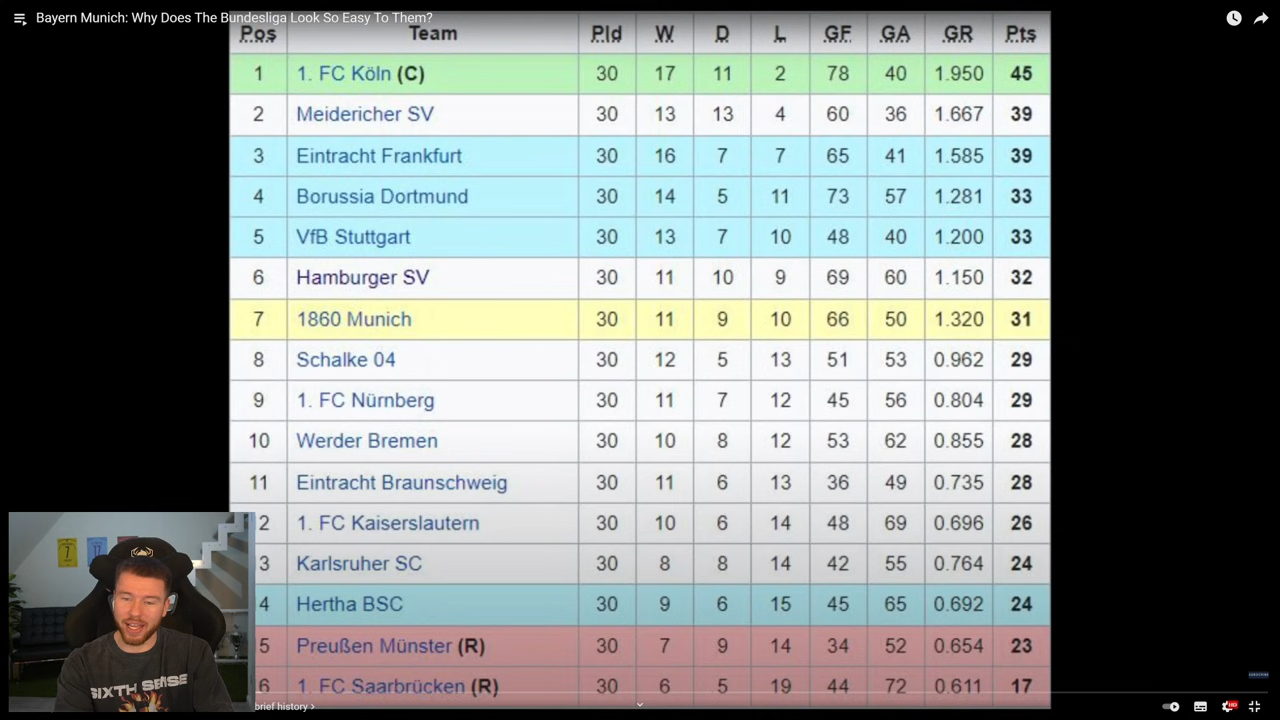 Bayern Munich: Why Does The Bundesliga Look So Easy To Them?
Pos Team Pld W D L GF GA GR Pts
1 1. FC Köln (C) 30 17 11 2 78 40 1.950 45
2 Meidericher SV 30 13 13 4 60 36 1.667 39
3 Eintracht Frankfurt 30 16 7 7 65 41 1.585 39
4 Borussia Dortmund 30 14 5 11 73 57 1.281 33
5 VfB Stuttgart 30 13 7 10 48 40 1.200 33
6 Hamburger SV 30 11 10 9 69 60 1.150 32
7 1860 Munich 30 11 9 10 66 50 1.320 31
8 Schalke 04 30 12 5 13 51 53 0.962 29
9 1. FC Nürnberg 30 11 7 12 45 56 0.804 29
10 Werder Bremen 30 10 8 12 53 62 0.855 28
11 Eintracht Braunschweig 30 11 6 13 36 49 0.735 28
2 1. FC Kaiserslautern 30 10 6 14 48 69 0.696 26
3 Karlsruher SC 30 8 8 14 42 55 0.764 24
4 Hertha BSC 30 9 6 15 45 65 0.692 24
5 Preußen Münster (R) 30 7 9 14 34 52 0.654 23
6 1. FC Saarbrücken (R) 30 6 5 19 44 72 0.611 17
SIXTH SENSE
brief history >
SUBSCRIBE
HD